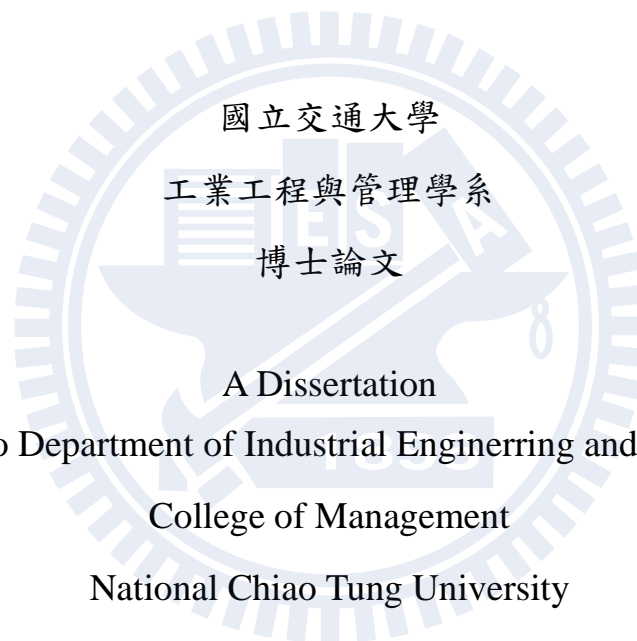 國立交通大學
工業工程與管理學系
博士論文
A Dissertation
o Department of Industrial Enginerring and
College of Management
National Chiao Tung University